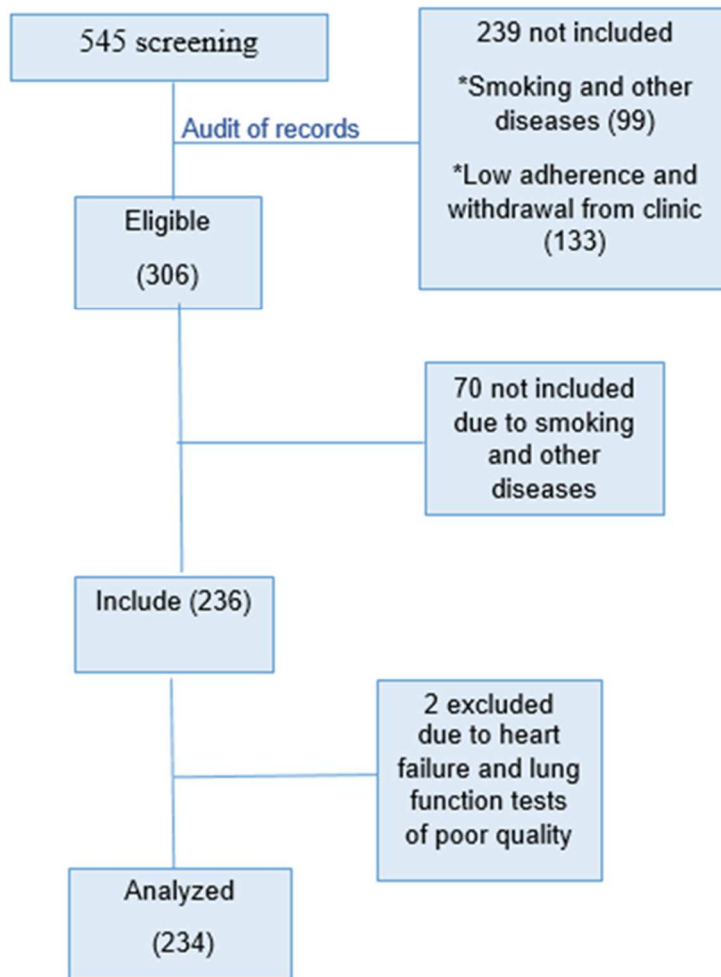 545 screening
239 not included
*Smoking and other
diseases (99)
*Low adherence and
withdrawal from clinic
(133)
Audit of records
Eligible
(306)
70 not included
due to smoking
and other
diseases
Include (236)
2 excluded
due to heart
failure and lung
function tests
of poor quality
Analyzed
(234)